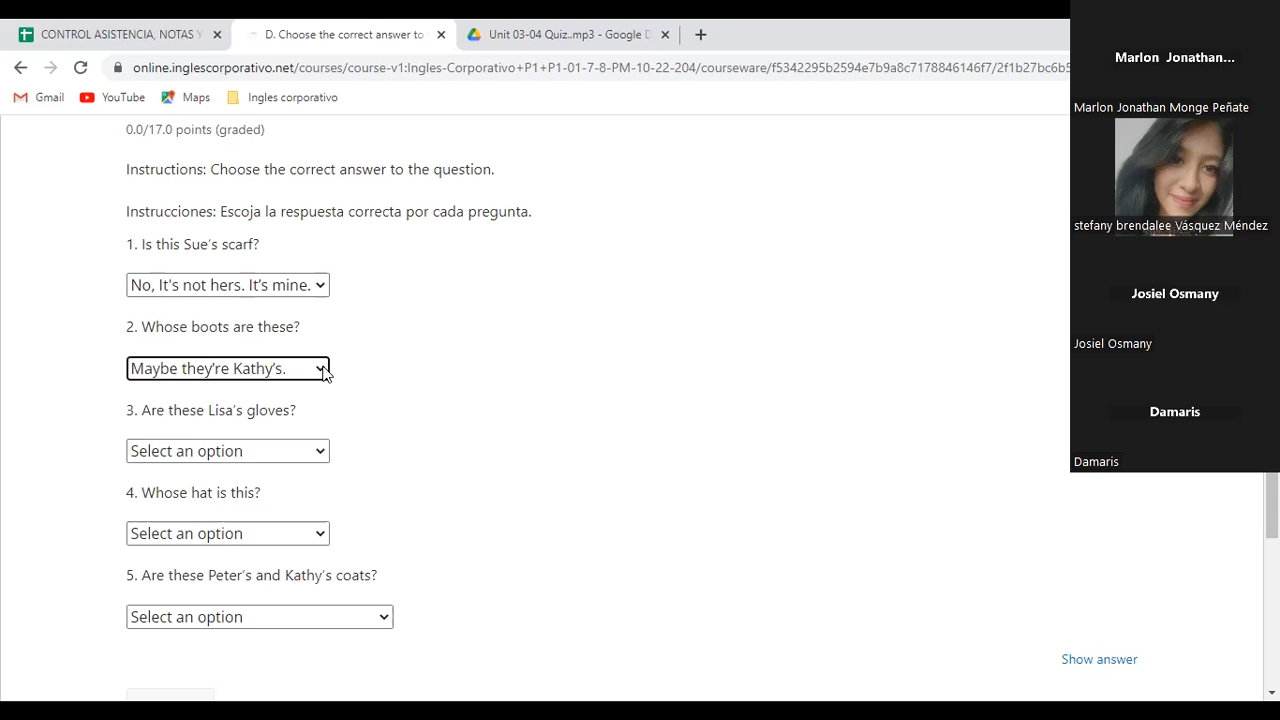 CONTROL ASISTENCIA, NOTAS Y
D. Choose the correct answer to
Unit 03-04 Quiz..mp3 - Google D
online.inglescorporativo.net/courses/course-v1:Ingles-Corporativo+P1+P1-01-7-8-PM-10-22-204/courseware/f5342295b2594e7b9a8c7178846146f7/2f1b27bc6b5
Gmail
YouTube
Maps
Ingles corporativo
0.0/17.0 points (graded)
Instructions: Choose the correct answer to the question.
Instrucciones: Escoja la respuesta correcta por cada pregunta.
1. Is this Sue's scarf?
No, It's not hers. It's mine.
2. Whose boots are these?
Maybe they're Kathy's.
3. Are these Lisa's gloves?
Select an option
4. Whose hat is this?
Select an option
5. Are these Peter's and Kathy's coats?
Select an option
Show answer
Marlon Jonathan...
Marlon Jonathan Monge Peñate
stefany brendalee Vásquez Méndez
Josiel Osmany
Josiel Osmany
Damaris
Damaris